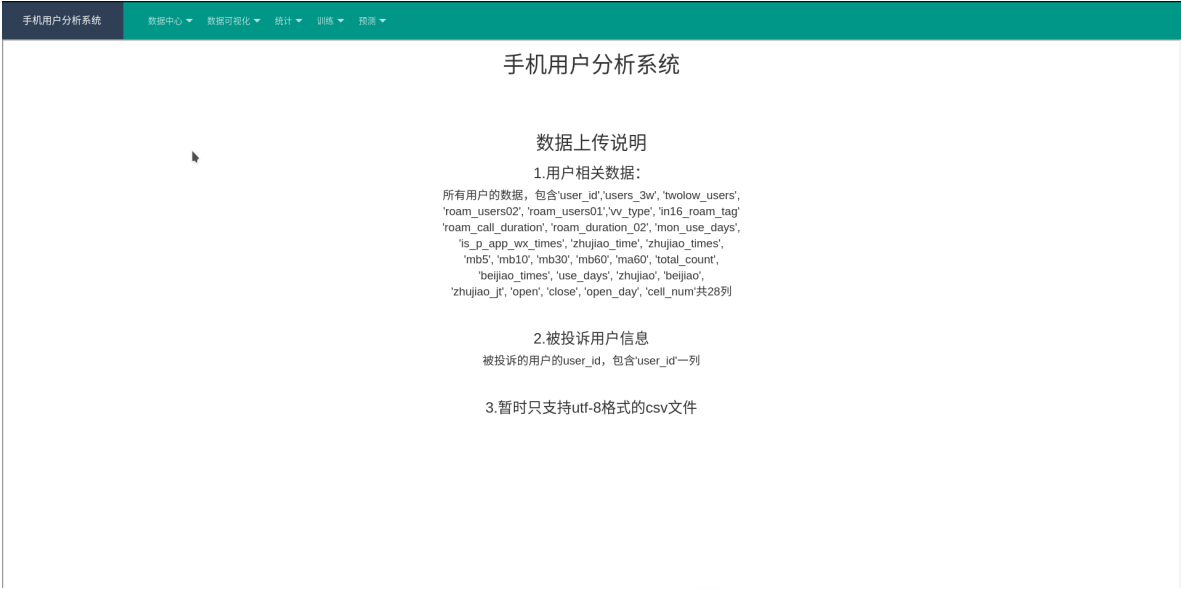 手机用户分析系统
数据中心 数据可视化 统计 训练 预测
手机用户分析系统
数据上传说明
1.用户相关数据：
所有用户的数据，包含'user_id','users_3w', 'twolow_users',
'roam_users02', 'roam_users01','vv_type', 'in16_roam_tag'
'roam_call_duration', 'roam_duration_02', 'mon_use_days',
'is_p_app_wx_times', 'zhujiao_time', 'zhujiao_times',
'mb5', 'mb10', 'mb30', 'mb60', 'ma60', 'total_count',
'beijiao_times', 'use_days', 'zhujiao', 'beijiao',
'zhujiao_jt', 'open', 'close', 'open_day', 'cell_num'共28列
2.被投诉用户信息
被投诉的用户的user_id，包含'user_id'一列
3.暂时只支持utf-8格式的csv文件